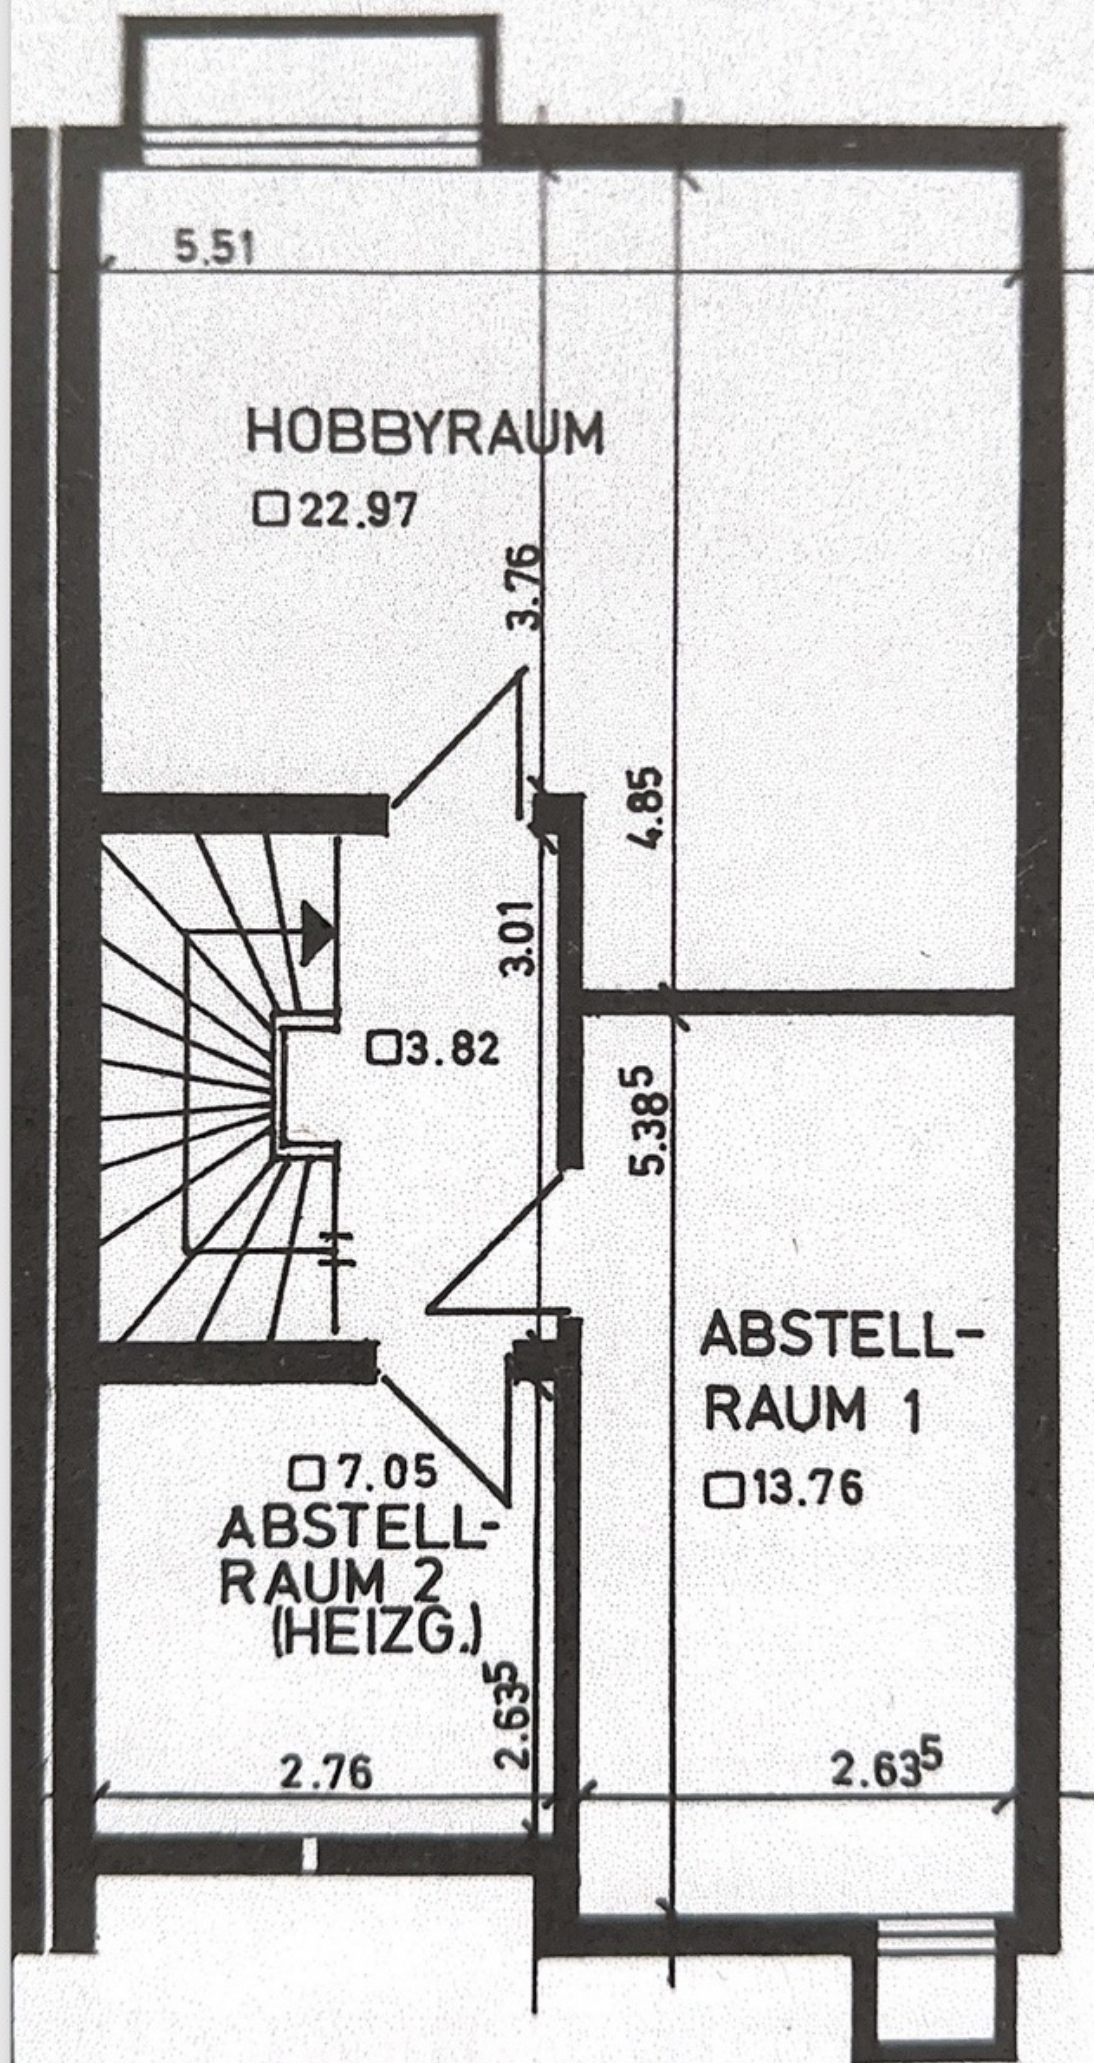 5.51
HOBBYRAUM
□22.97
3.76
4.85
3.01
□3.82
5.38⁵
ABSTELL-
RAUM 1
□13.76
□7.05
ABSTELL-
RAUM 2
(HEIZG.)
2.63⁵
2.76
2.63⁵